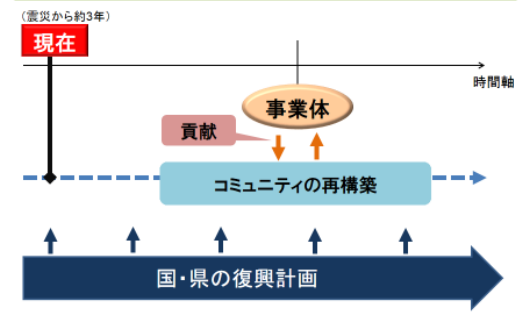 （震災から約3年）
現在
時間軸
事業体
貢献
コミュニティの再構築
国・県の復興計画